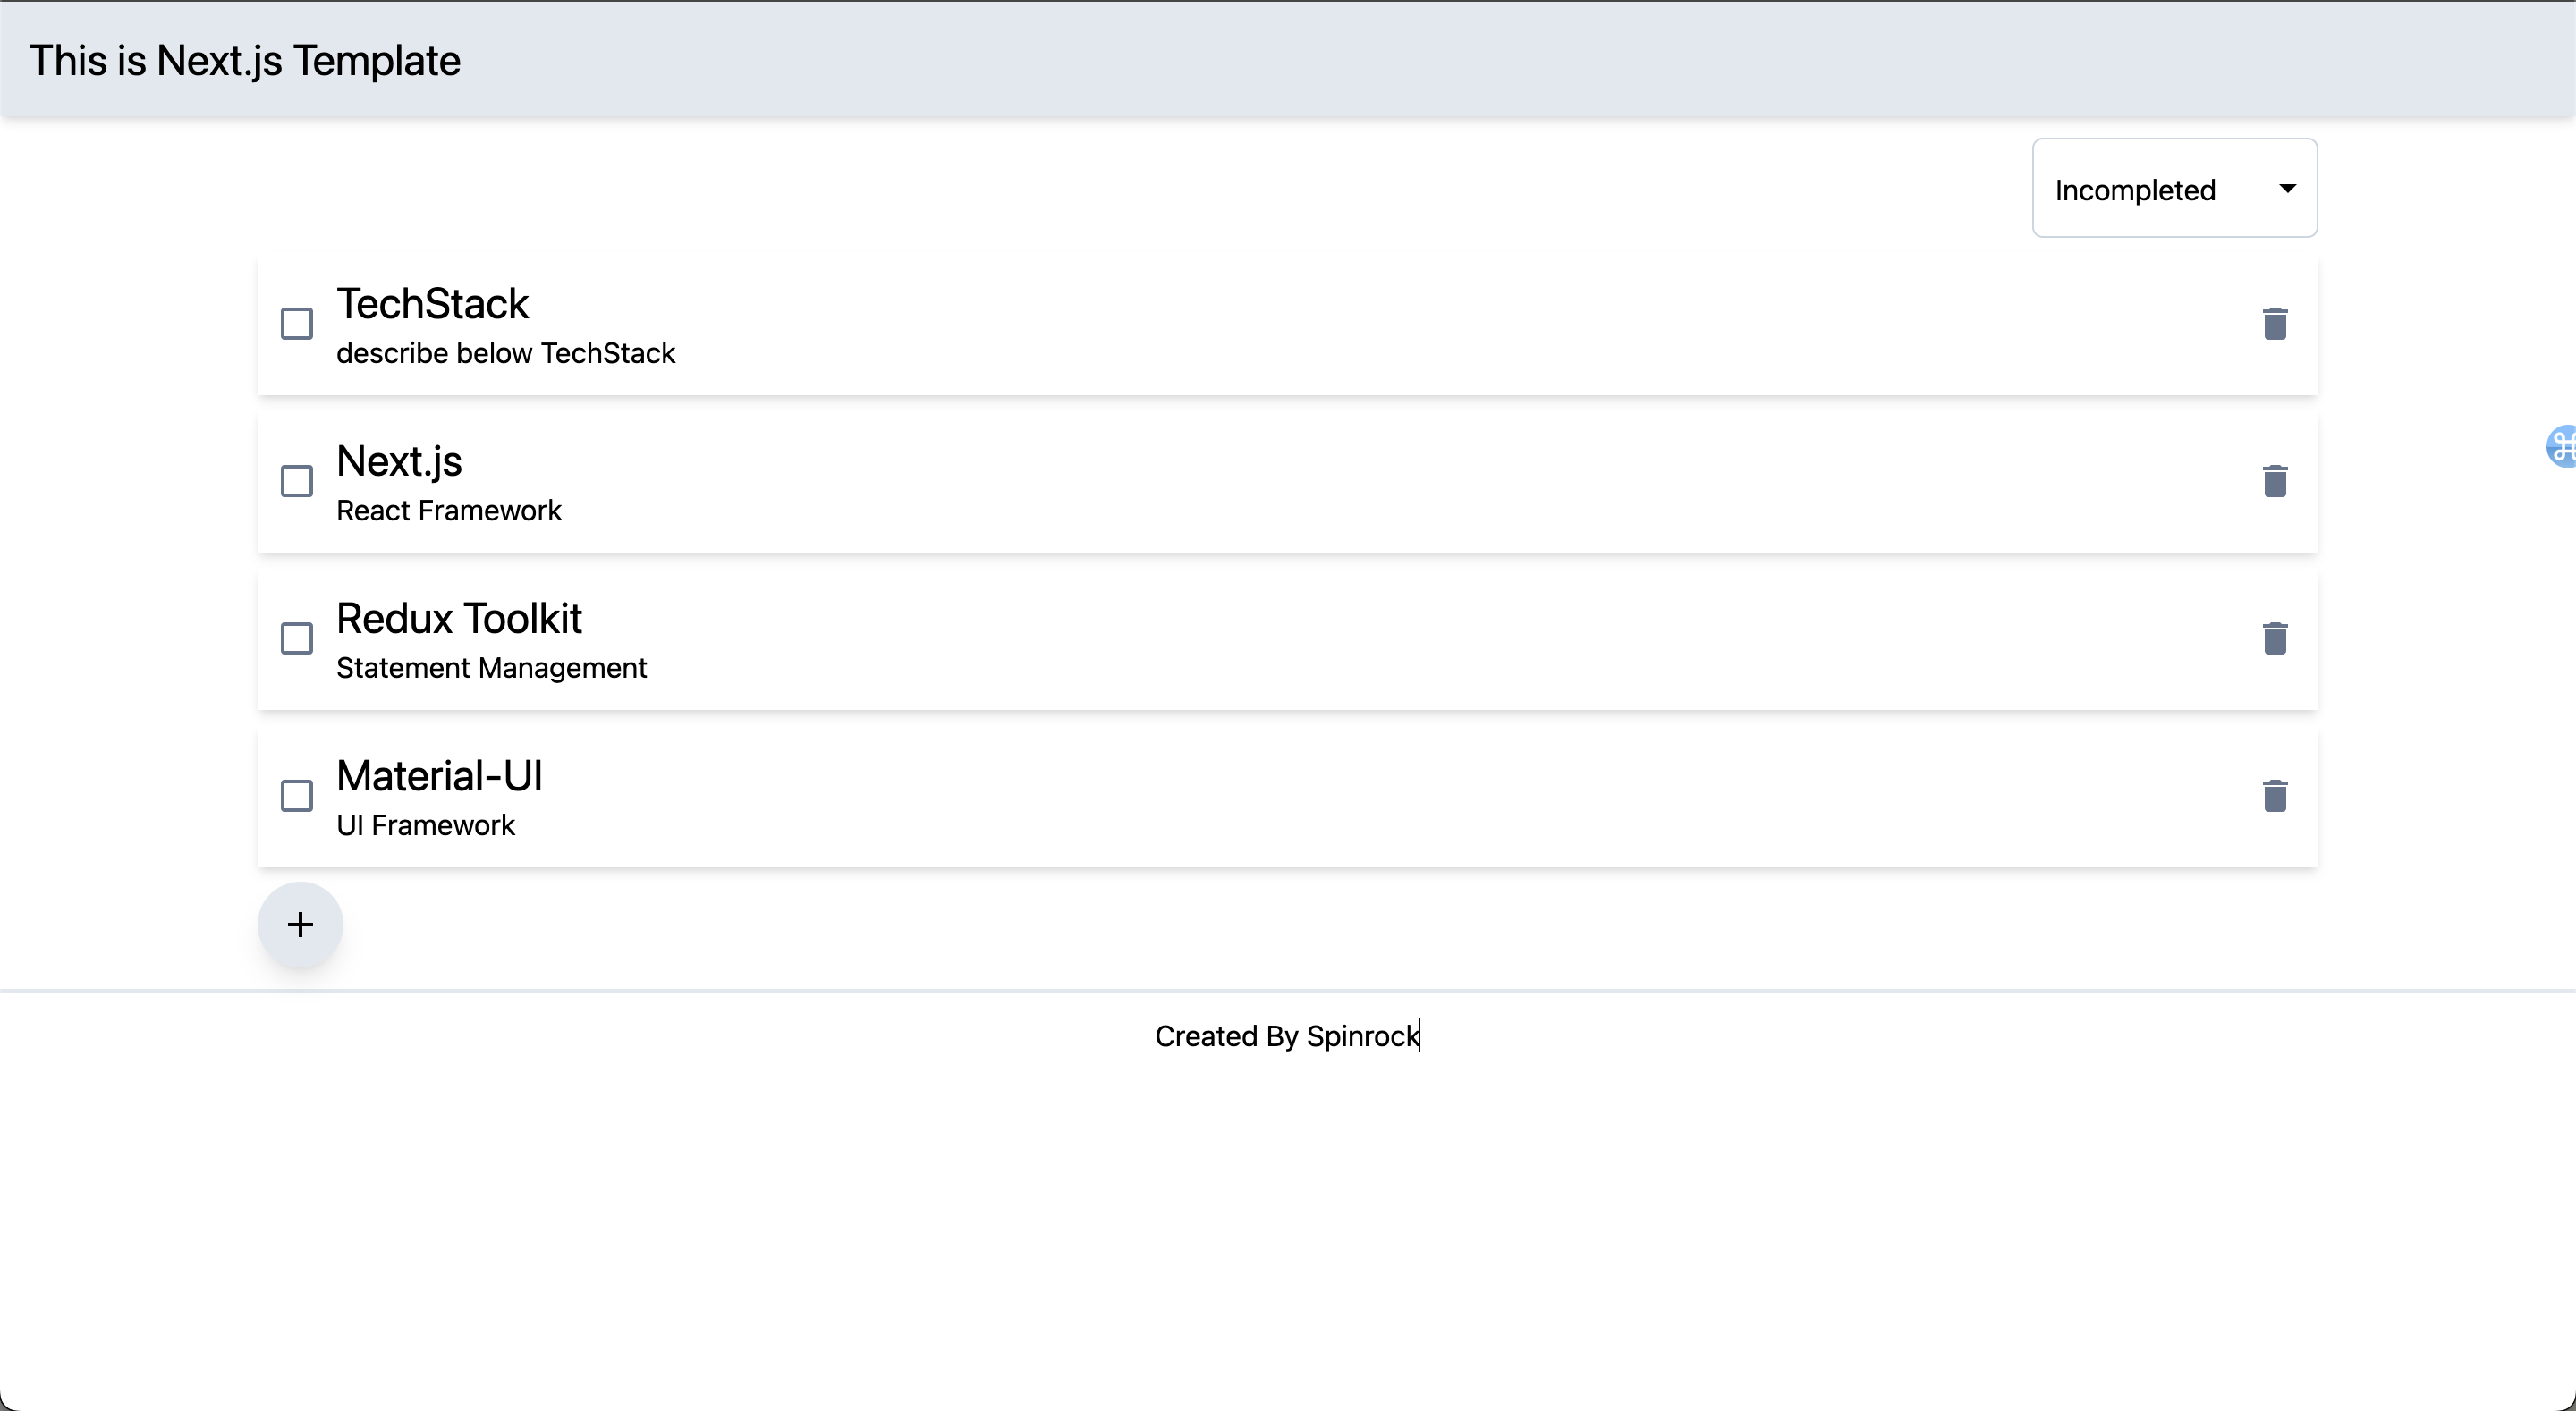 This is Next.js Template
Incompleted
TechStack
describe below TechStack
Next.js
React Framework
Redux Toolkit
Statement Management
Material-UI
UI Framework
+
Created By Spinrock